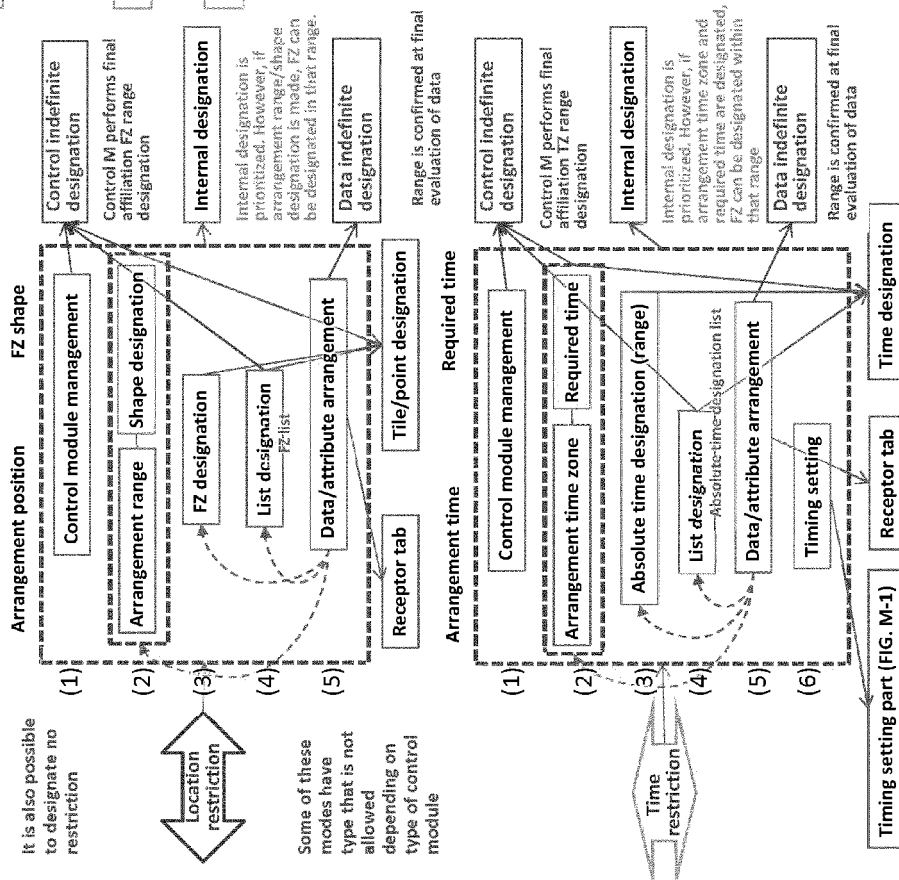 It is also possible
to designate no
restriction
Location
restriction
Some of these
modes have
type that is not
allowed
depending on
type of control
module
Arrangement position
FZ shape
(1)
Control module management
(2)
Arrangement range
Shape designation
(3)
FZ designation
(4)
List designation
FZ list
(5)
Data/attribute arrangement
Receptor tab
Tile/point designation
Control indefinite
designation
Control M performs final
affiliation FZ range
designation
Internal designation
Internal designation is
prioritized. However, if
arrangement range/shape
designation is made, FZ can
be designated in that range.
Data indefinite
designation
Range is confirmed at final
evaluation of data
Time
restriction
Arrangement time
Required time
(1)
Control module management
(2)
Arrangement time zone
Required time
(3)
Absolute time designation (range)
(4)
List designation
Absolute time designation list
(5)
Data/attribute arrangement
(6)
Timing setting
Timing setting part (FIG. M-1)
Receptor tab
Time designation
Control indefinite
designation
Control M performs final
affiliation TZ range
designation
Internal designation
Internal designation is
prioritized. However, if
arrangement time zone and
required time are designated,
FZ can be designated within
that range
Data indefinite
designation
Range is confirmed at final
evaluation of data